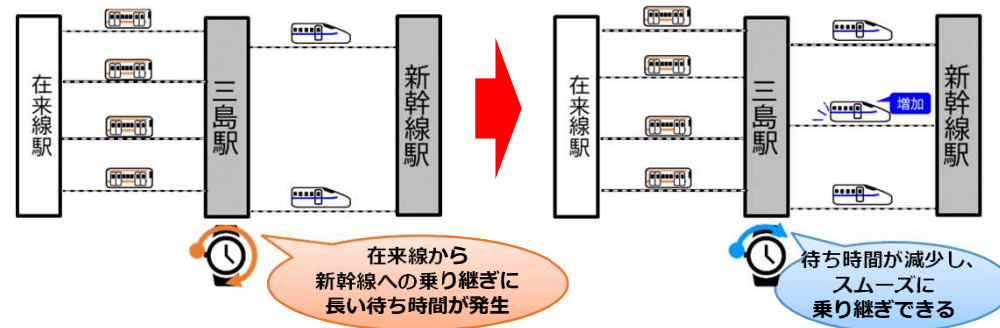 在来線駅
三島駅
新幹線駅
在来線から
新幹線への乗り継ぎに
長い待ち時間が発生
在来線駅
三島駅
新幹線駅
増加
待ち時間が減少し、
スムーズに
乗り継ぎできる